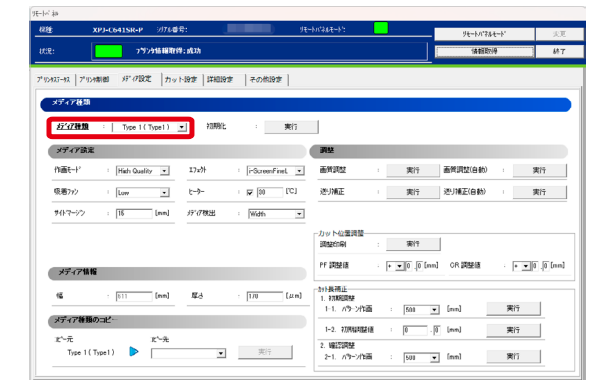 ﾘﾓｰﾄﾊﾟﾈﾙ
機種: XPJ-C641SR-P ｼﾘｱﾙ番号: ﾘﾓｰﾄﾊﾟﾈﾙﾓｰﾄﾞ: ﾘﾓｰﾄﾊﾟﾈﾙﾓｰﾄﾞ 決定
状況: ﾌﾟﾘﾝﾀ情報取得:成功 情報取得 終了
ﾌﾟﾘﾝﾀｽﾃｰﾀｽ ﾌﾟﾘﾝﾀ制御 ﾒﾃﾞｨｱ設定 カット設定 詳細設定 その他設定
メディア種類
ﾒﾃﾞｨｱ種類 : Type 1 ( Type1 ) 初期化 : 実行
メディア設定
作画ﾓｰﾄﾞ : High Quality ｴﾌｪｸﾄ : i-ScreenFineL
吸着ﾌｧﾝ : Low ﾋｰﾀｰ : 30 [℃]
ｻｲﾄﾞﾏｰｼﾞﾝ : 15 [mm] ﾒﾃﾞｨｱ検出 : Width
メディア情報
幅 : 611 [mm] 厚さ : 170 [μm]
メディア種類のコピー
ｺﾋﾟｰ元 ｺﾋﾟｰ先
Type 1 ( Type1 ) 実行
調整
画質調整 : 実行 画質調整(自動) : 実行
送り補正 : 実行 送り補正(自動) : 実行
カット位置調整
調整印刷 : 実行
PF 調整値 : + 0 .0 [mm] CR 調整値 : + 0 .0 [mm]
ｶｯﾄ長補正
1. 初期調整
1-1. ﾊﾟﾀｰﾝ作画 : 500 [mm] 実行
1-2. 初期調整値 : 0 .0 [mm] 実行
2. 確認調整
2-1. ﾊﾟﾀｰﾝ作画 : 500 [mm] 実行